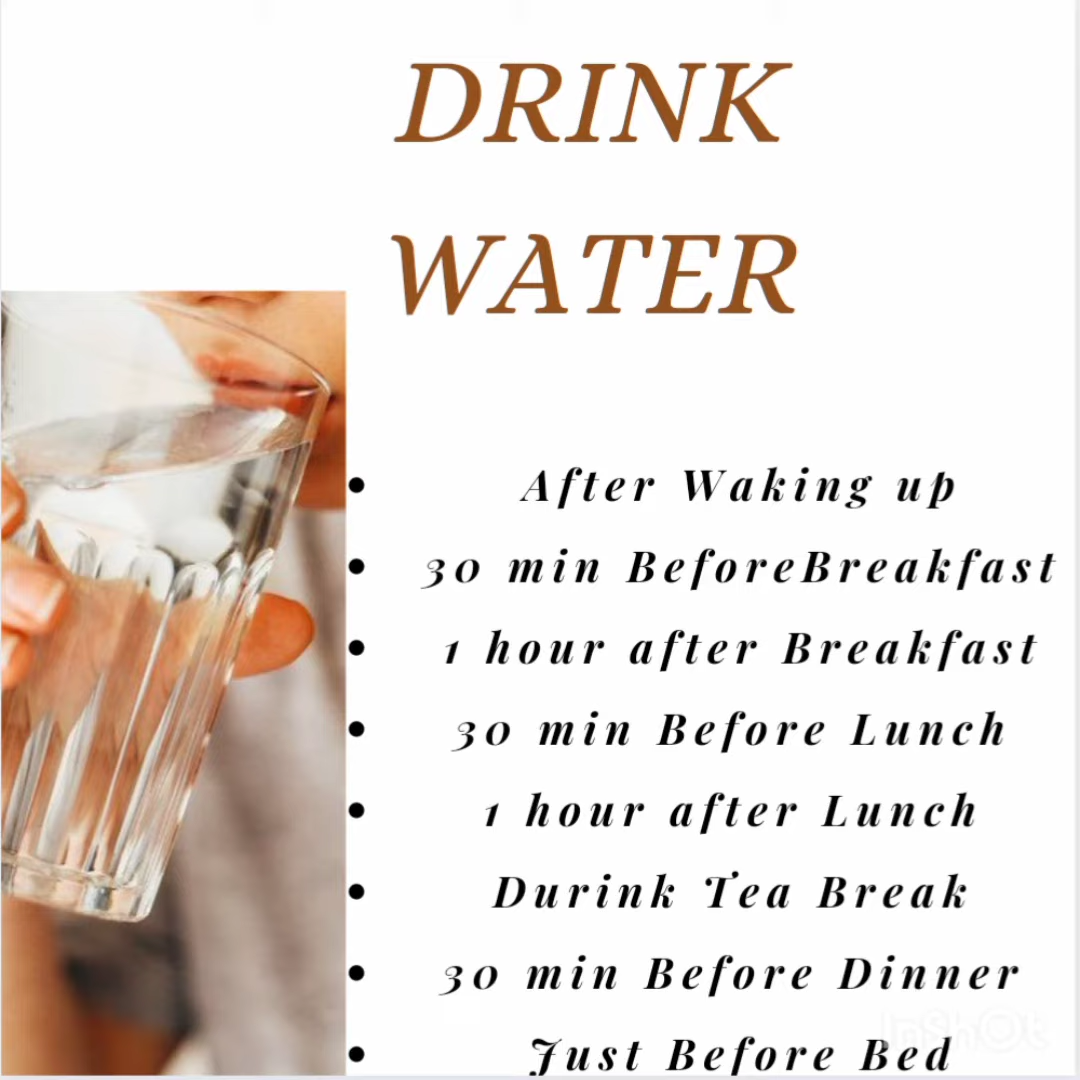 DRINK
WATER
After Waking up
30 min BeforeBreakfast
1 hour after Breakfast
30 min Before Lunch
1 hour after Lunch
Durink Tea Break
30 min Before Dinner
Just Before Bed
InShOt